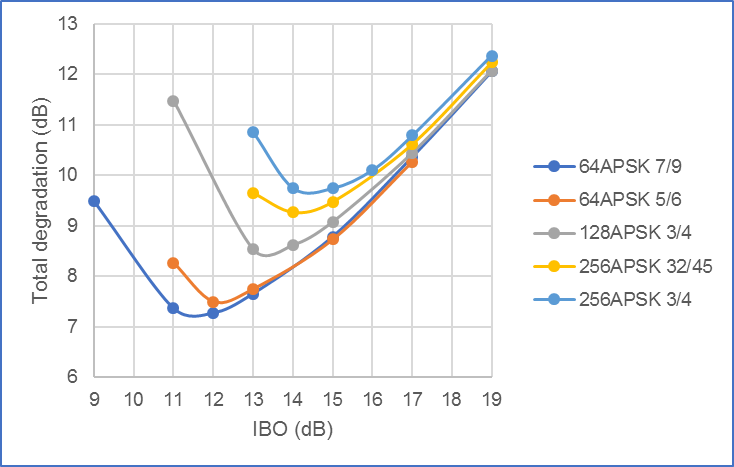 13
12
11
10
9
8
7
6
Total degradation (dB)
9 10 11 12 13 14 15 16 17 18 19
IBO (dB)
64APSK 7/9
64APSK 5/6
128APSK 3/4
256APSK 32/45
256APSK 3/4